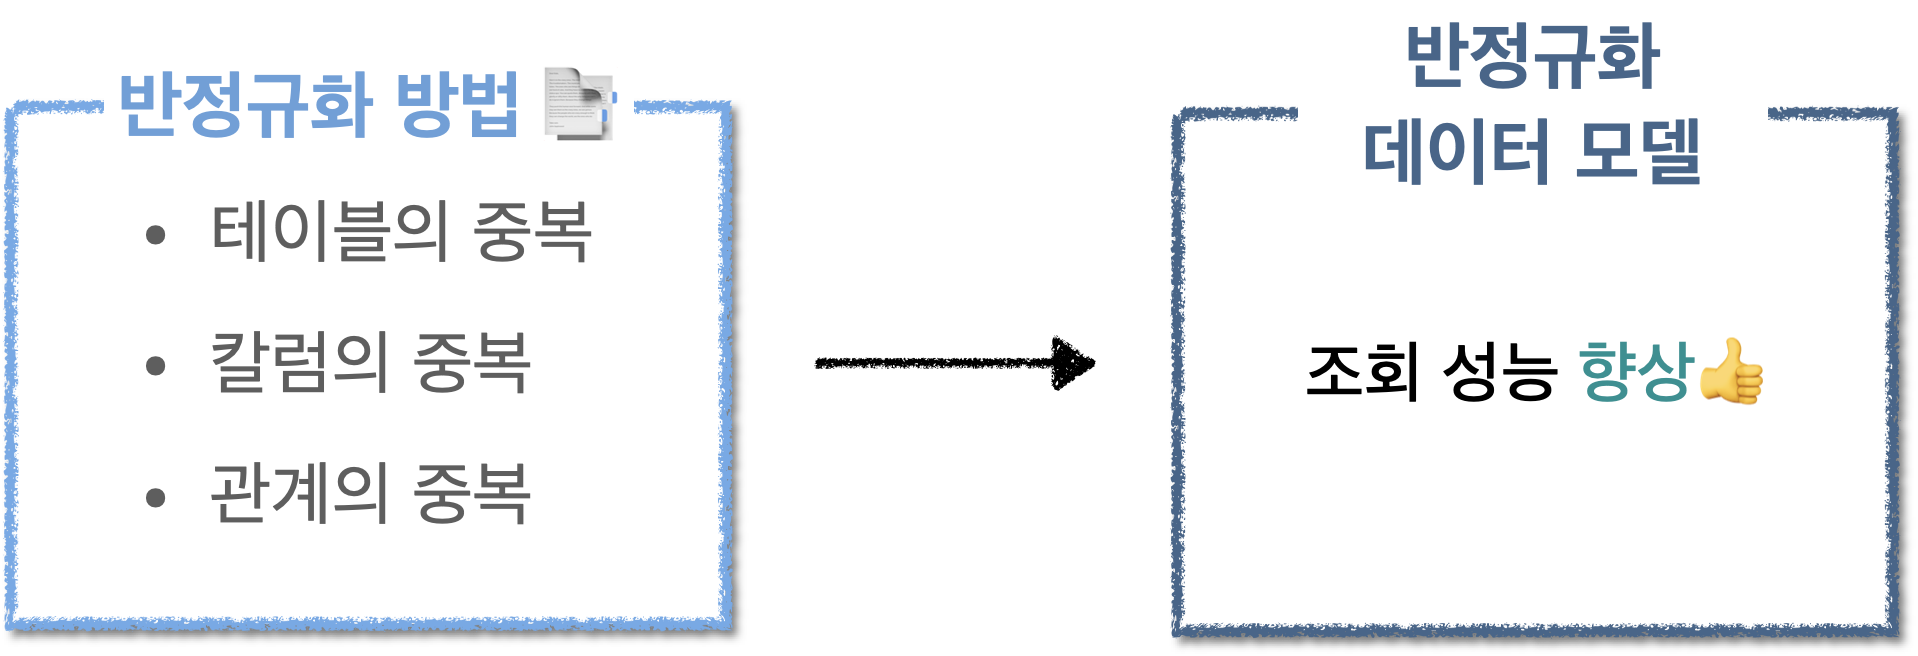 반정규화 방법
• 테이블의 중복
• 칼럼의 중복
• 관계의 중복
반정규화
데이터 모델
조회 성능 향상